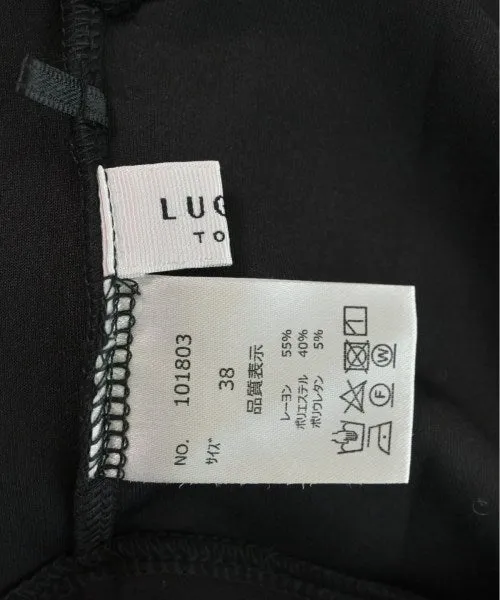 LUC
TO
NO. 101803
サイズ 38
品質表示
レーヨン 55%
ポリエステル 40%
ポリウレタン 5%
W
F